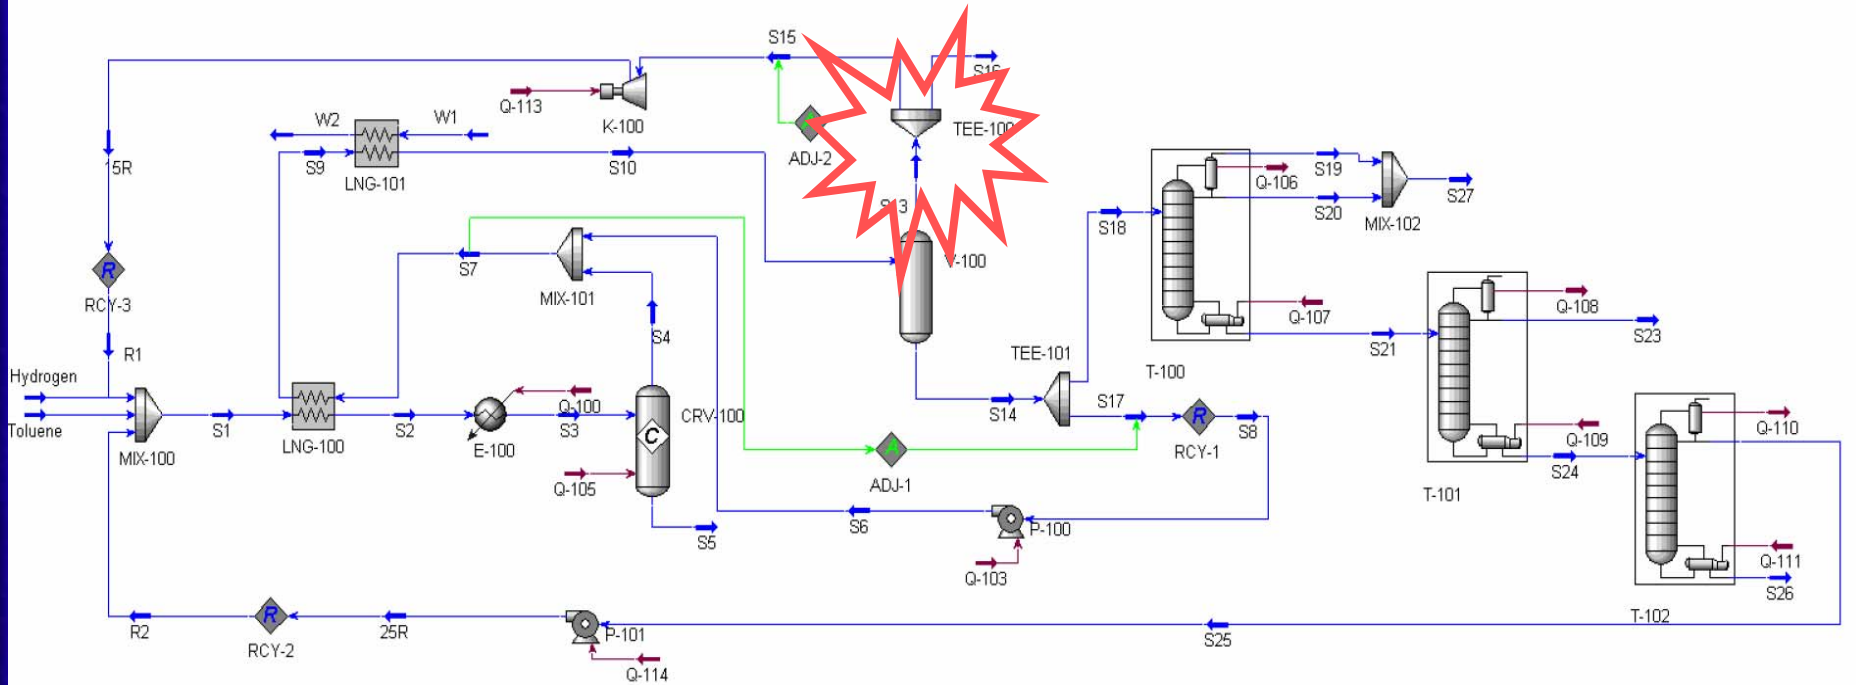 S15
S16
Q-113
K-100
W2
W1
ADJ-2
TEE-100
S9
S10
LNG-101
15R
Q-106
S19
S20
S27
MIX-102
S13
S18
V-100
S7
MIX-101
RCY-3
S4
Q-107
S21
Q-108
S23
R1
TEE-101
T-100
Hydrogen
Toluene
S1
MIX-100
LNG-100
S2
Q-100
S3
E-100
C
CRV-100
Q-105
S5
S14
S17
R
S8
RCY-1
A
ADJ-1
S6
P-100
Q-103
Q-109
S24
T-101
Q-110
Q-111
S26
T-102
R2
R
RCY-2
25R
P-101
Q-114
S25
R